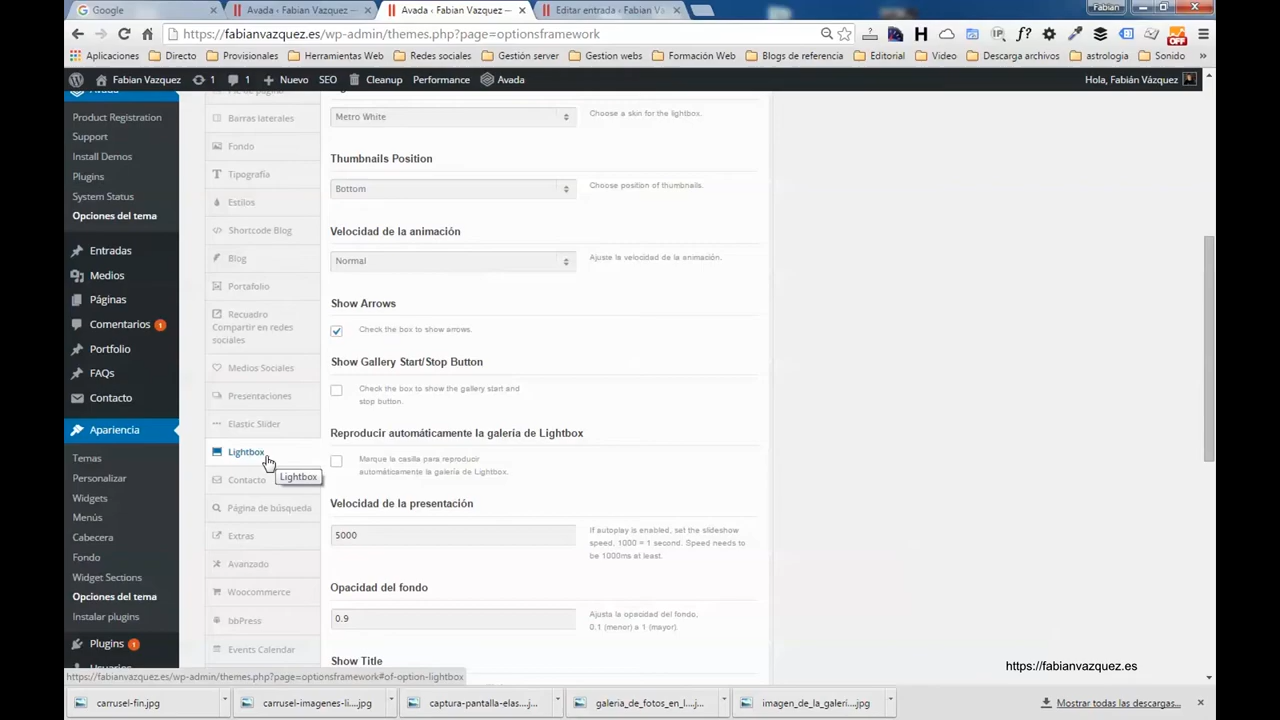 Google
Avada ‹ Fabian Vazquez —
Avada ‹ Fabian Vazquez —
Editar entrada ‹ Fabian Va
Fabian
https://fabianvazquez.es/wp-admin/themes.php?page=optionsframework
Aplicaciones
Directo
Provisionales
Herramientas Web
Redes sociales
Gestión server
Gestion webs
Formación Web
Blogs de referencia
Editorial
Video
Descarga archivos
astrologia
Sonido
Fabian Vazquez
1
1
Nuevo
SEO
Cleanup
Performance
Avada
Hola, Fabián Vázquez
Product Registration
Support
Install Demos
Plugins
System Status
Opciones del tema
Entradas
Medios
Páginas
Comentarios 1
Portfolio
FAQs
Contacto
Apariencia
Temas
Personalizar
Widgets
Menús
Cabecera
Fondo
Widget Sections
Opciones del tema
Instalar plugins
Plugins 1
Barras laterales
Fondo
Tipografía
Estilos
Shortcode Blog
Blog
Portafolio
Recuadro
Compartir en redes
sociales
Medios Sociales
Presentaciones
Elastic Slider
Lightbox
Lightbox
Contacto
Página de búsqueda
Extras
Avanzado
Woocommerce
bbPress
Events Calendar
Metro White
Choose a skin for the lightbox.
Thumbnails Position
Bottom
Choose position of thumbnails.
Velocidad de la animación
Normal
Ajuste la velocidad de la animación.
Show Arrows
Check the box to show arrows.
Show Gallery Start/Stop Button
Check the box to show the gallery start and
stop button.
Reproducir automáticamente la galería de Lightbox
Marque la casilla para reproducir
automáticamente la galería de Lightbox.
Velocidad de la presentación
5000
If autoplay is enabled, set the slideshow
speed, 1000 = 1 second. Speed needs to
be 1000ms at least.
Opacidad del fondo
0.9
Ajusta la opacidad del fondo,
0.1 (menor) a 1 (mayor).
Show Title
https://fabianvazquez.es
https://fabianvazquez.es/wp-admin/themes.php?page=optionsframework#of-option-lightbox
carrusel-fin.jpg
carrusel-imagenes-li....jpg
captura-pantalla-elas....jpg
galeria_de_fotos_en_l....jpg
imagen_de_la_galeri....jpg
Mostrar todas las descargas...